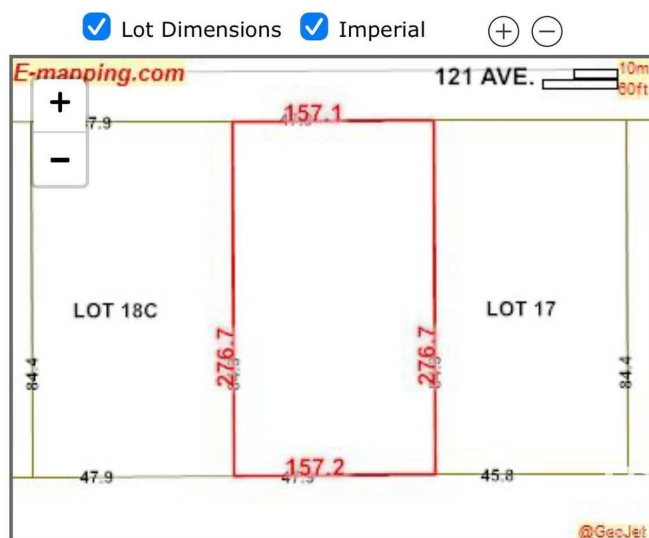 Lot Dimensions Imperial
E-mapping.com
121 AVE.
10m
60ft
+
−
157.1
LOT 18C
LOT 17
276.7
276.7
84.4
84.4
157.2
47.9
45.8
@GeoJet